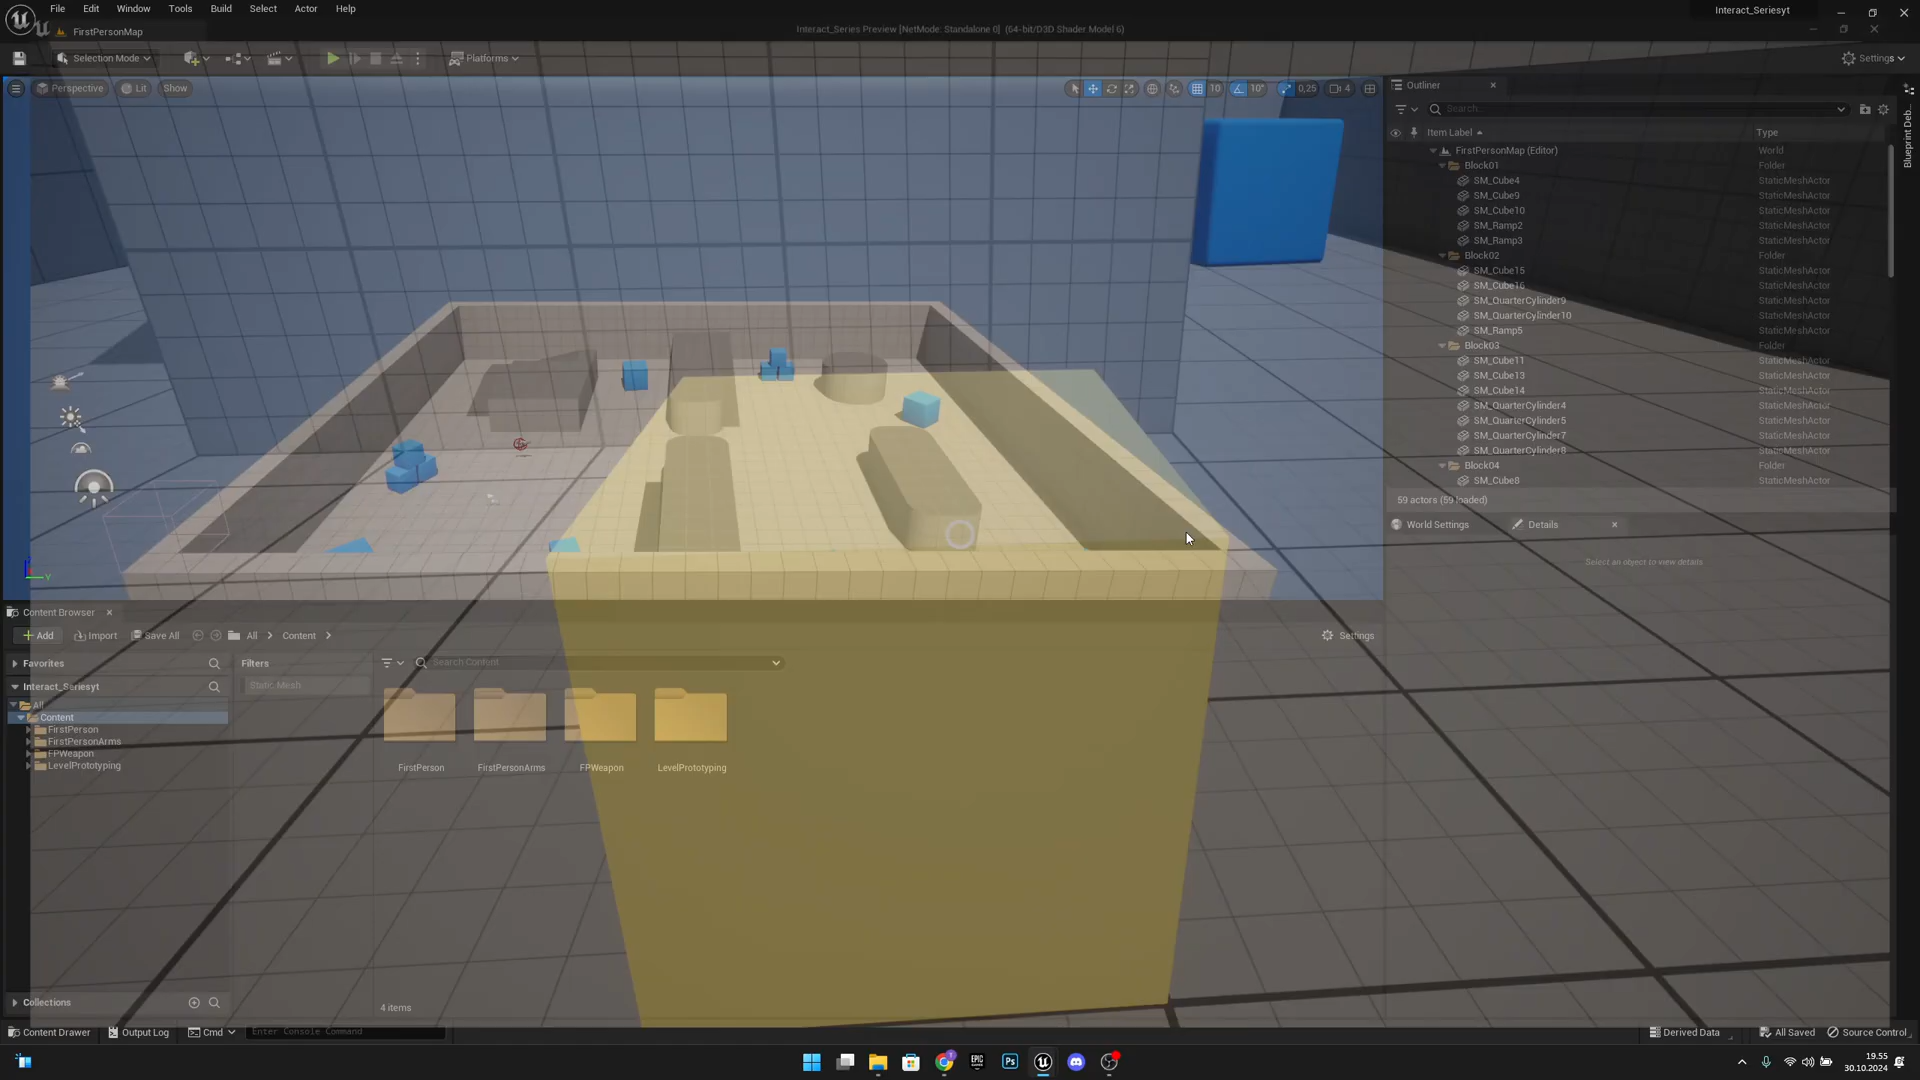 File Edit Window Tools Build Select Actor Help
Interact_Seriesyt
FirstPersonMap
Interact_Series Preview [NetMode: Standalone 0] (64-bit/D3D Shader Model 6)
Selection Mode
Platforms
Settings
Perspective Lit Show
10 10° 0,25 4
Outliner
Search...
Item Label Type
FirstPersonMap (Editor) World
Block01 Folder
SM_Cube4 StaticMeshActor
SM_Cube9 StaticMeshActor
SM_Cube10 StaticMeshActor
SM_Ramp2 StaticMeshActor
SM_Ramp3 StaticMeshActor
Block02 Folder
SM_Cube15 StaticMeshActor
SM_Cube16 StaticMeshActor
SM_QuarterCylinder9 StaticMeshActor
SM_QuarterCylinder10 StaticMeshActor
SM_Ramp5 StaticMeshActor
Block03 Folder
SM_Cube11 StaticMeshActor
SM_Cube13 StaticMeshActor
SM_Cube14 StaticMeshActor
SM_QuarterCylinder4 StaticMeshActor
SM_QuarterCylinder5 StaticMeshActor
SM_QuarterCylinder7 StaticMeshActor
SM_QuarterCylinder8 StaticMeshActor
Block04 Folder
SM_Cube8 StaticMeshActor
59 actors (59 loaded)
World Settings Details
Select an object to view details
Blueprint Deb...
Y
Content Browser
Add Import Save All All Content Settings
Favorites
Filters
Search Content
Interact_Seriesyt
Static Mesh
All
Content
FirstPerson
FirstPersonArms
FPWeapon
LevelPrototyping
FirstPerson FirstPersonArms FPWeapon LevelPrototyping
Collections
4 items
Content Drawer Output Log Cmd Enter Console Command
Derived Data All Saved Source Control
EPIC
Ps
19.55
30.10.2024